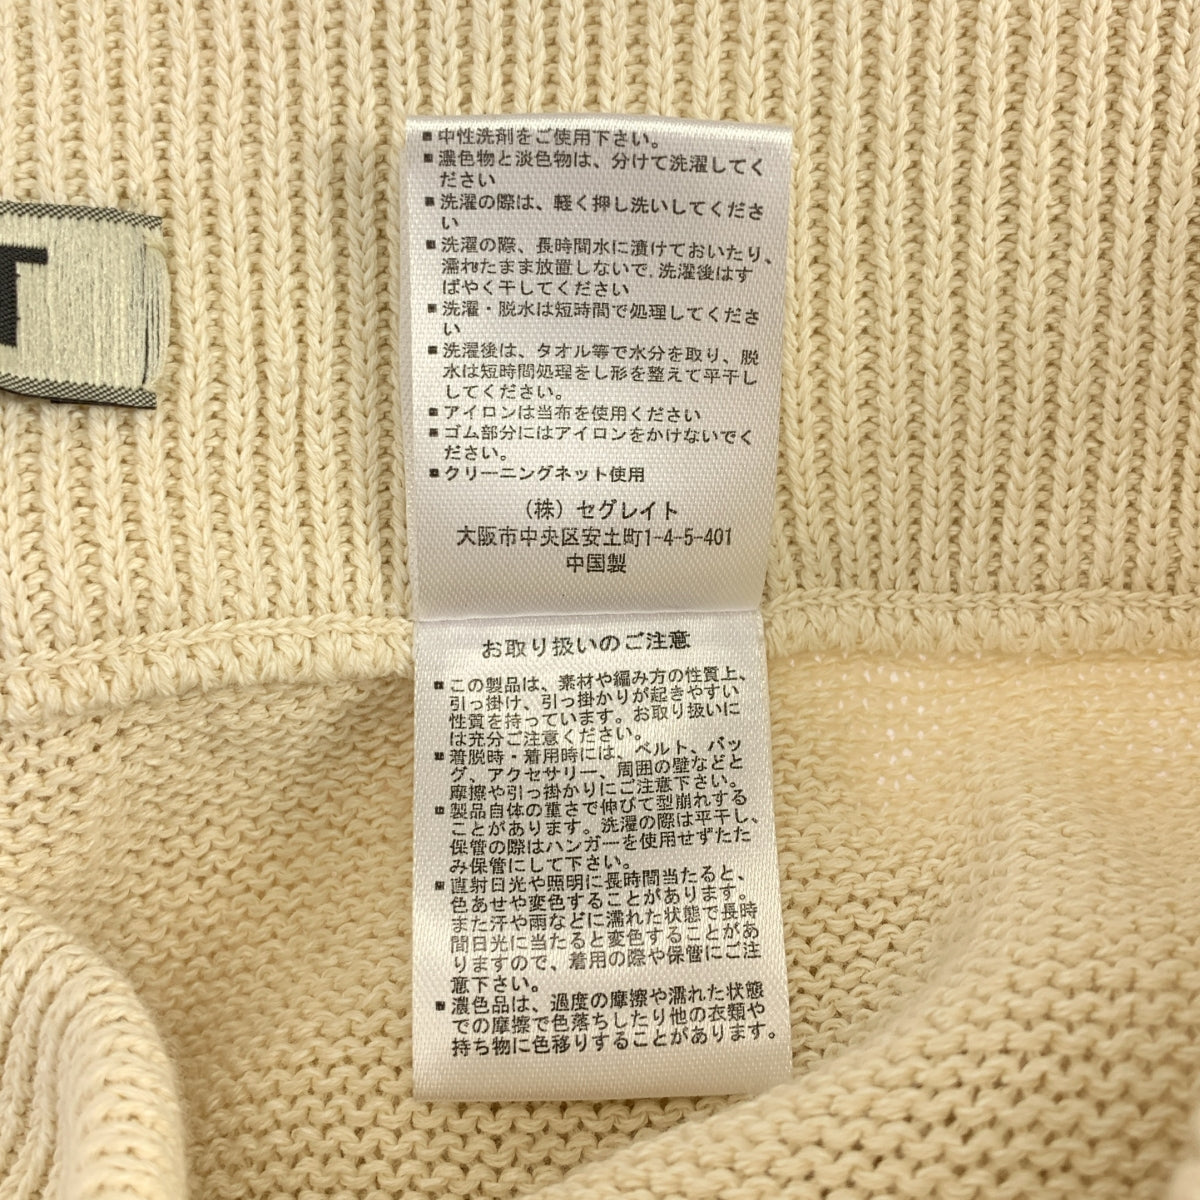 T
■中性洗剤をご使用下さい。
■濃色物と淡色物は、分けて洗濯してく
ださい
■洗濯の際は、軽く押し洗いしてくださ
い
■洗濯の際、長時間水に漬けておいたり、
濡れたまま放置しないで.洗濯後はす
ばやく干してください
■洗濯・脱水は短時間で処理してくださ
い
■洗濯後は、タオル等で水分を取り、脱
水は短時間処理をし形を整えて平干し
してください。
■アイロンは当布を使用ください
■ゴム部分にはアイロンをかけないでく
ださい。
■クリーニングネット使用
(株) セグレイト
大阪市中央区安土町1-4-5-401
中国製
お取り扱いのご注意
■この製品は、素材や編み方の性質上、
引っ掛け、引っ掛かりが起きやすい
性質を持っています。お取り扱いに
は充分ご注意ください。
■着脱時・着用時には、ベルト、バッ
グ、アクセサリー、周囲の壁などと
摩擦や引っ掛かりにご注意下さい。
■製品自体の重さで伸びて型崩れする
ことがあります。洗濯の際は平干し、
保管の際はハンガーを使用せずたた
み保管にして下さい。
■直射日光や照明に長時間当たると、
色あせや変色することがあります。
また汗や雨などに濡れた状態で長時
間日光に当たると変色することがあ
りますので、着用の際や保管にご注
意下さい。
■濃色品は、過度の摩擦や濡れた状態
での摩擦で色落ちしたり他の衣類や
持ち物に色移りすることがあります。